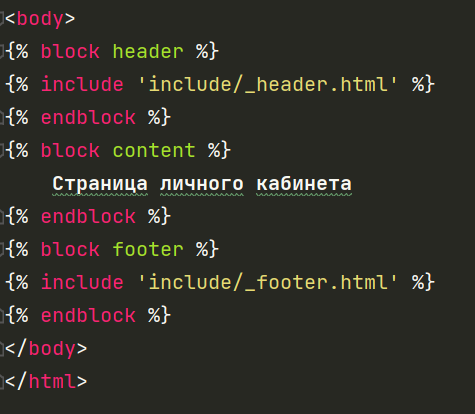 <body>
{% block header %}
{% include 'include/_header.html' %}
{% endblock %}
{% block content %}
Страница личного кабинета
{% endblock %}
{% block footer %}
{% include 'include/_footer.html' %}
{% endblock %}
</body>
</html>